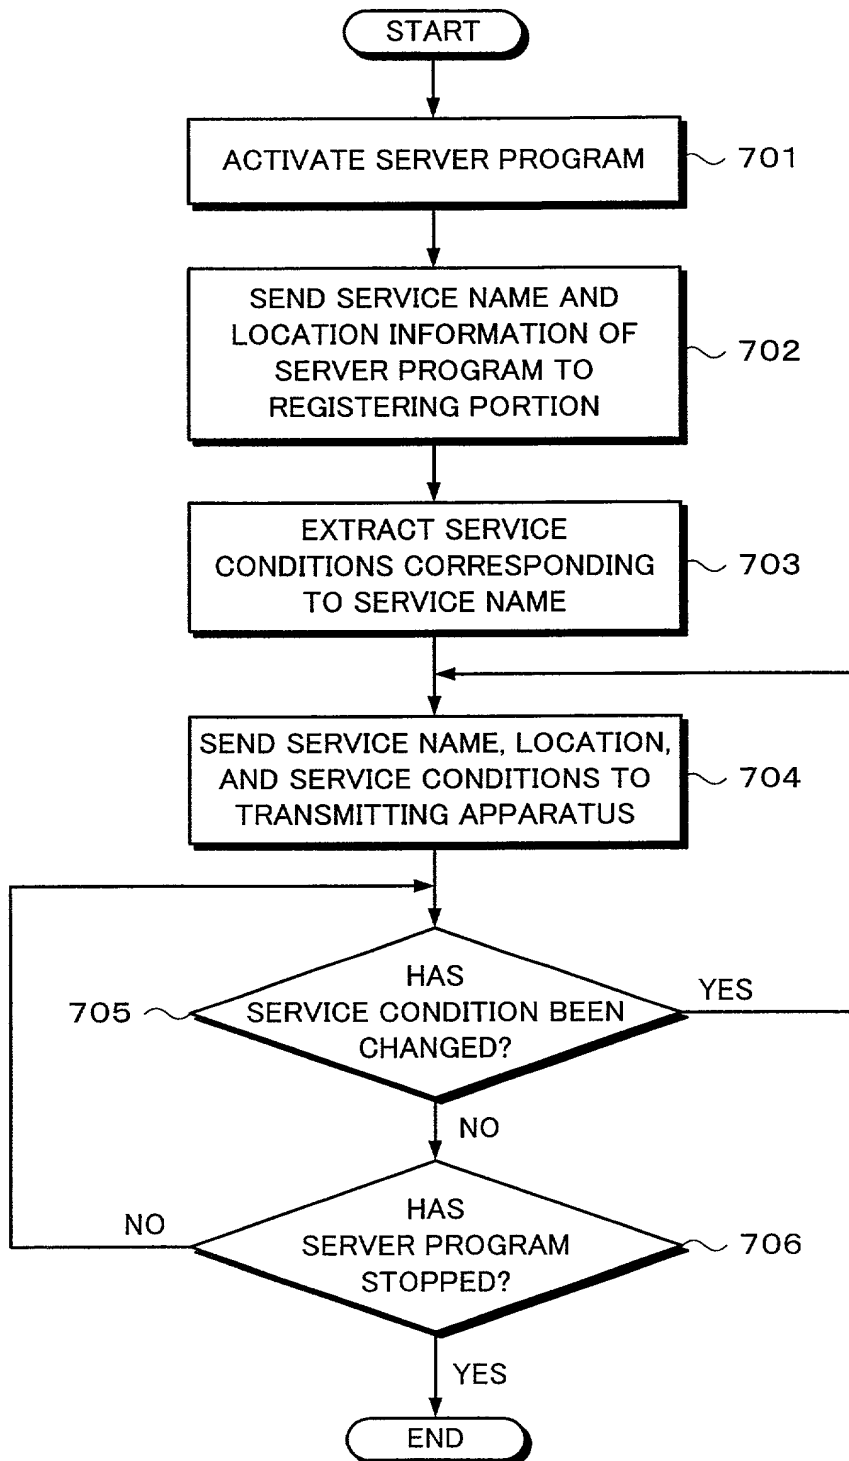 START
ACTIVATE SERVER PROGRAM
701
SEND SERVICE NAME AND
LOCATION INFORMATION OF
SERVER PROGRAM TO
REGISTERING PORTION
702
EXTRACT SERVICE
CONDITIONS CORRESPONDING
TO SERVICE NAME
703
SEND SERVICE NAME, LOCATION,
AND SERVICE CONDITIONS TO
TRANSMITTING APPARATUS
704
HAS
SERVICE CONDITION BEEN
CHANGED?
705
YES
NO
HAS
SERVER PROGRAM
STOPPED?
706
NO
YES
END